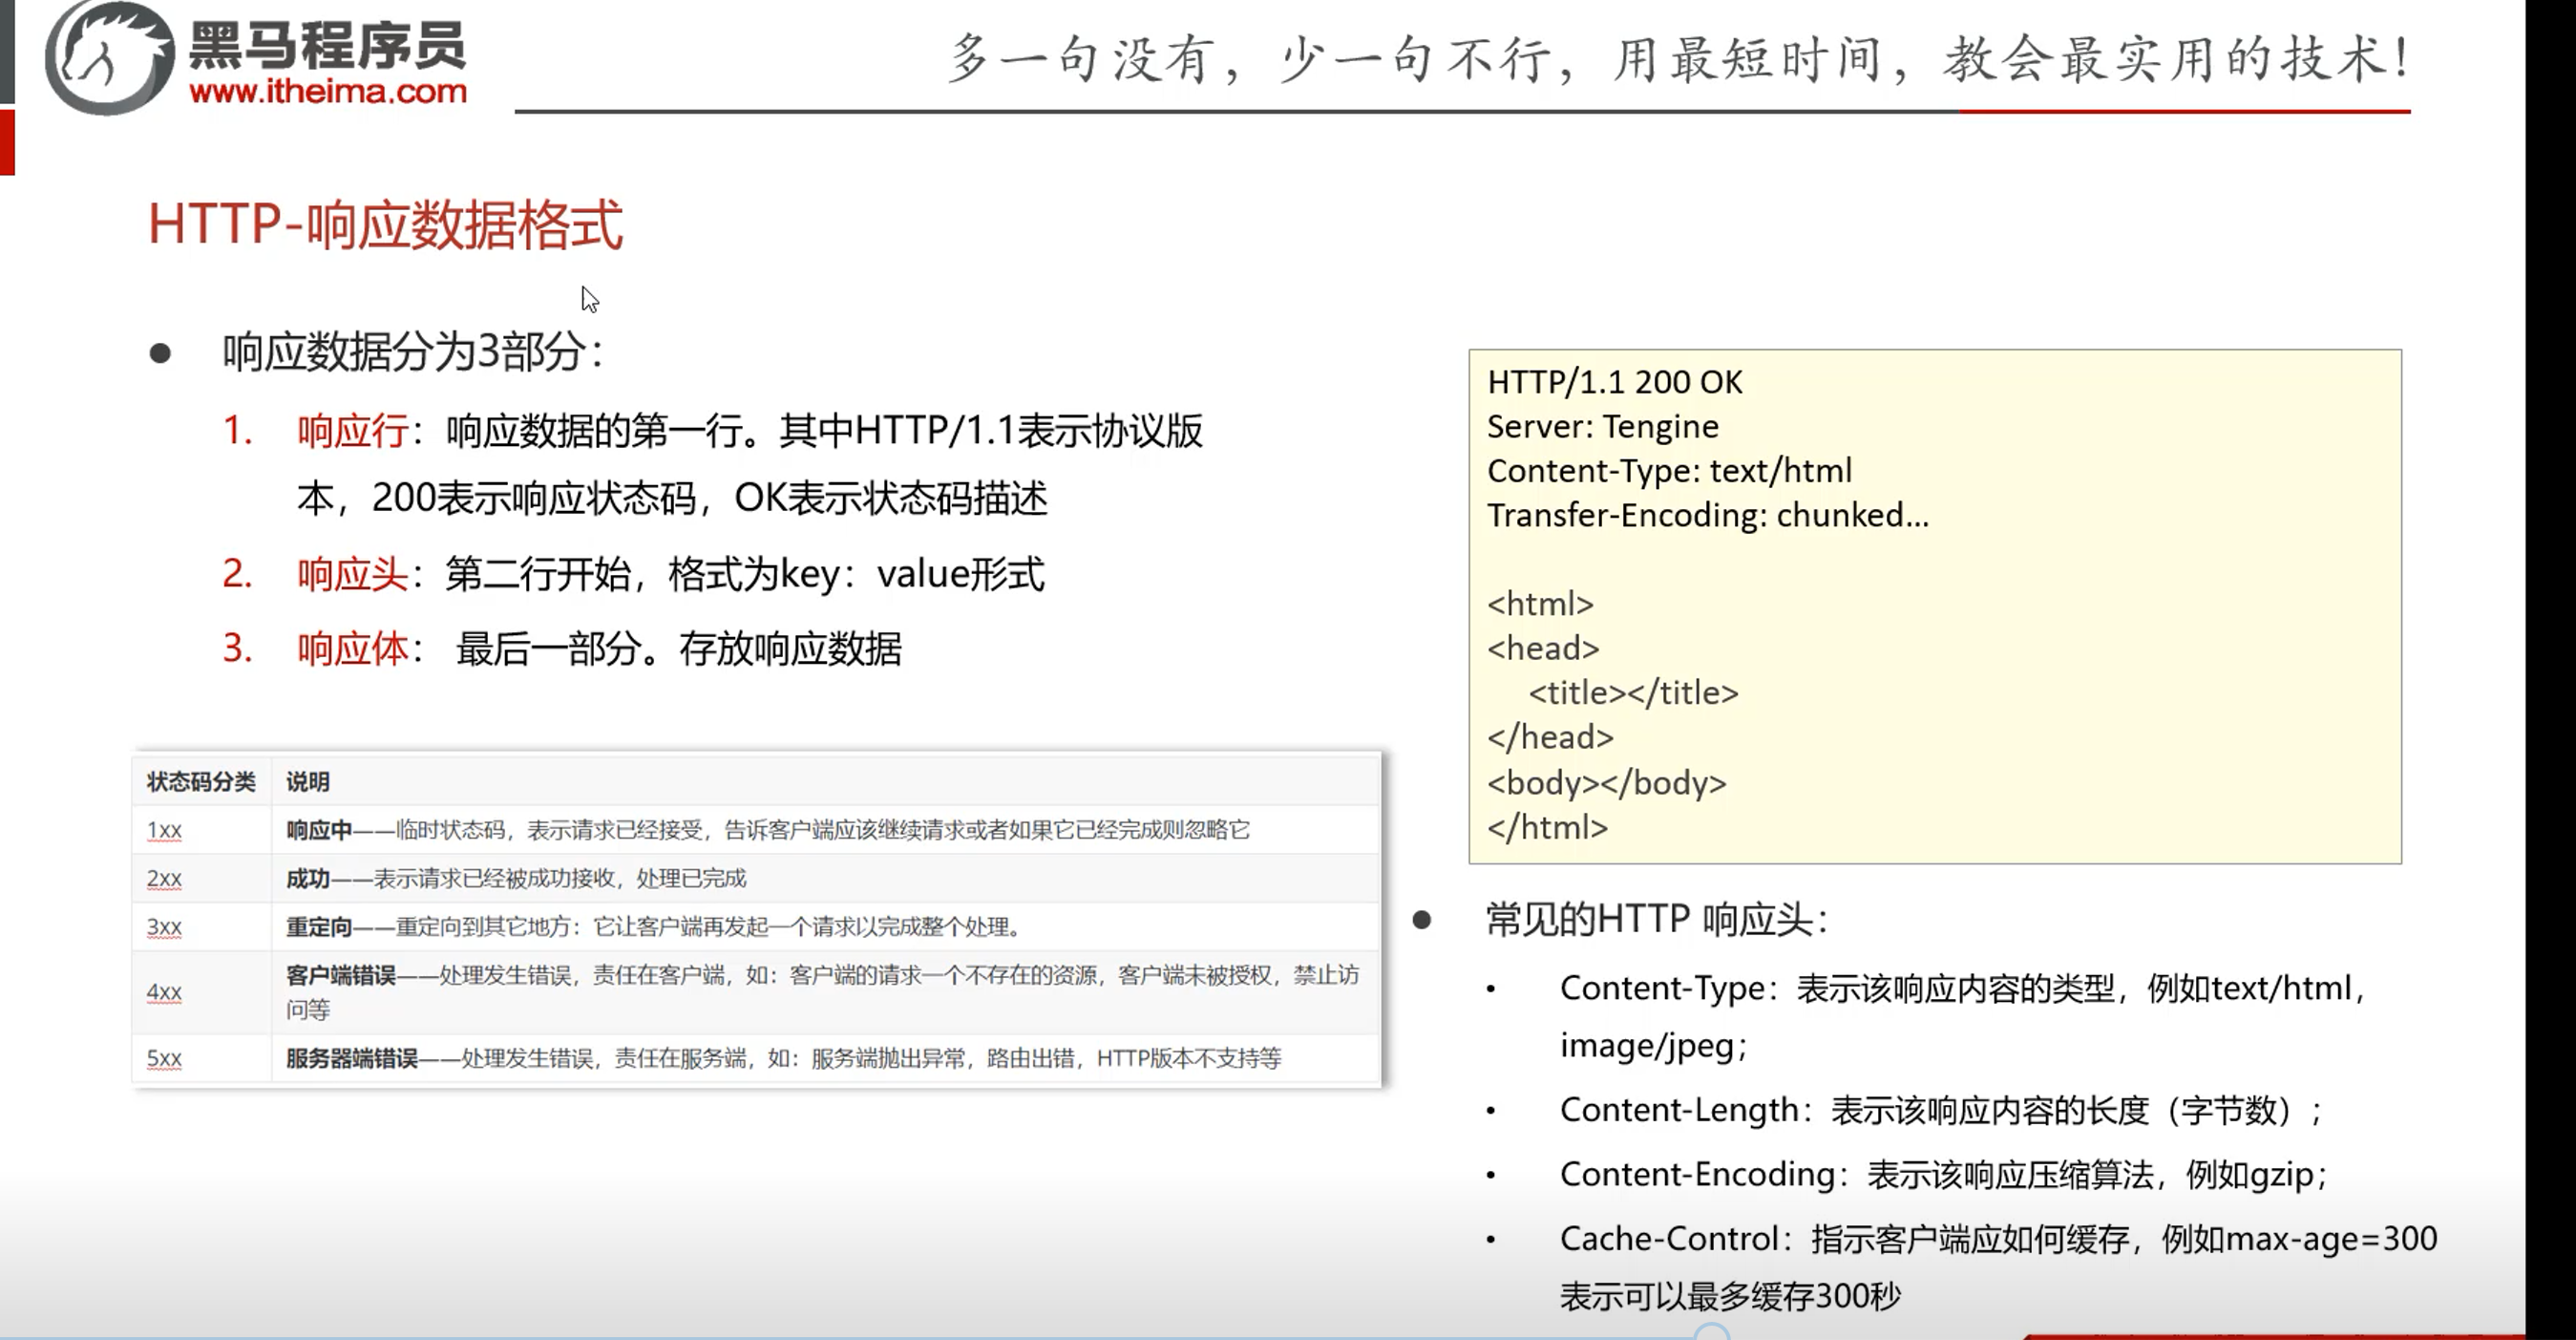 黑马程序员
www.itheima.com
多一句没有，少一句不行，用最短时间，教会最实用的技术！
HTTP-响应数据格式
● 响应数据分为3部分：
1. 响应行：响应数据的第一行。其中HTTP/1.1表示协议版
本，200表示响应状态码，OK表示状态码描述
2. 响应头：第二行开始，格式为key：value形式
3. 响应体： 最后一部分。存放响应数据
状态码分类 说明
1xx 响应中——临时状态码，表示请求已经接受，告诉客户端应该继续请求或者如果它已经完成则忽略它
2xx 成功——表示请求已经被成功接收，处理已完成
3xx 重定向——重定向到其它地方：它让客户端再发起一个请求以完成整个处理。
4xx 客户端错误——处理发生错误，责任在客户端，如：客户端的请求一个不存在的资源，客户端未被授权，禁止访
问等
5xx 服务器端错误——处理发生错误，责任在服务端，如：服务端抛出异常，路由出错，HTTP版本不支持等
HTTP/1.1 200 OK
Server: Tengine
Content-Type: text/html
Transfer-Encoding: chunked...
<html>
<head>
<title></title>
</head>
<body></body>
</html>
● 常见的HTTP 响应头：
• Content-Type：表示该响应内容的类型，例如text/html，
image/jpeg；
• Content-Length：表示该响应内容的长度（字节数）；
• Content-Encoding：表示该响应压缩算法，例如gzip；
• Cache-Control：指示客户端应如何缓存，例如max-age=300
表示可以最多缓存300秒